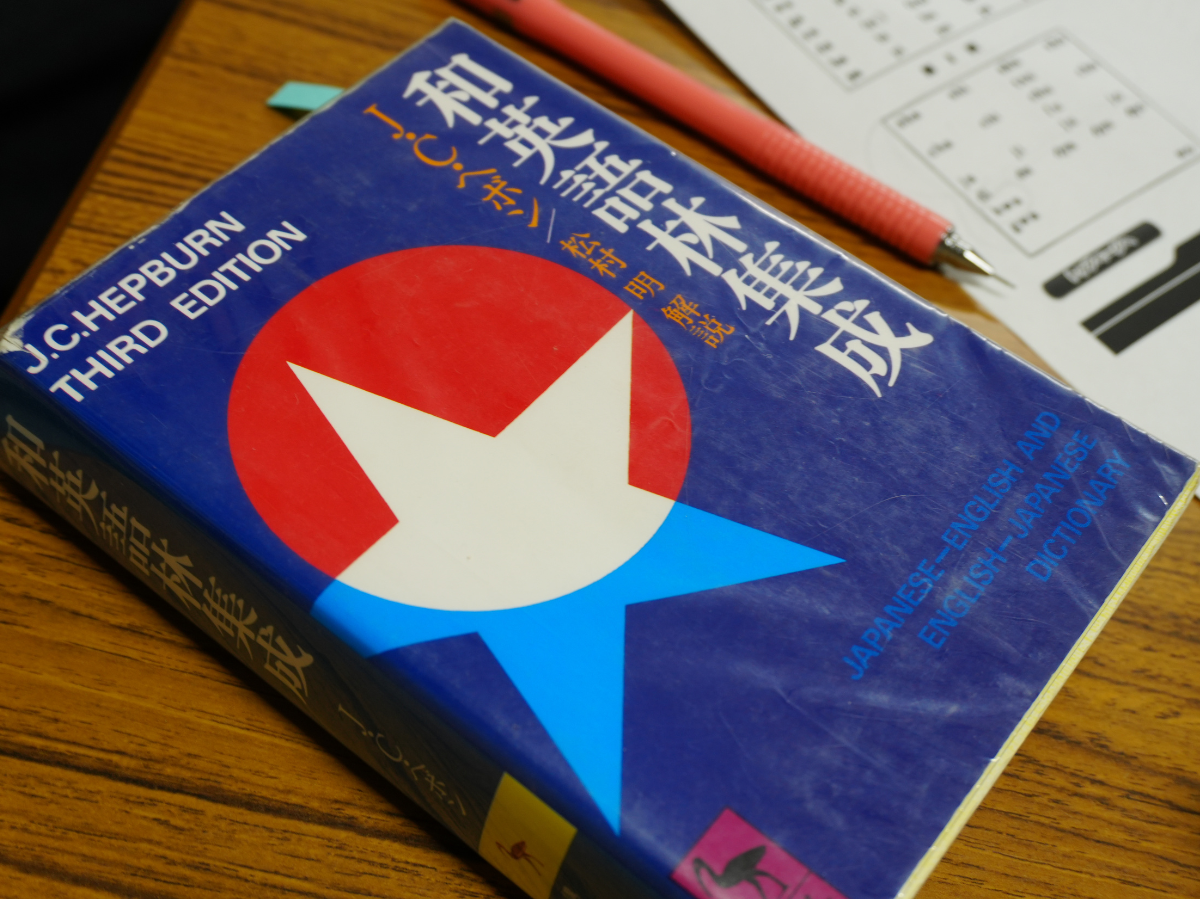 和英語林集成
J.C.ヘボン/松村 明 解説
J.C.HEPBURN
THIRD EDITION
JAPANESE-ENGLISH AND
ENGLISH-JAPANESE
DICTIONARY
和英語林集成
J.C.ヘボン